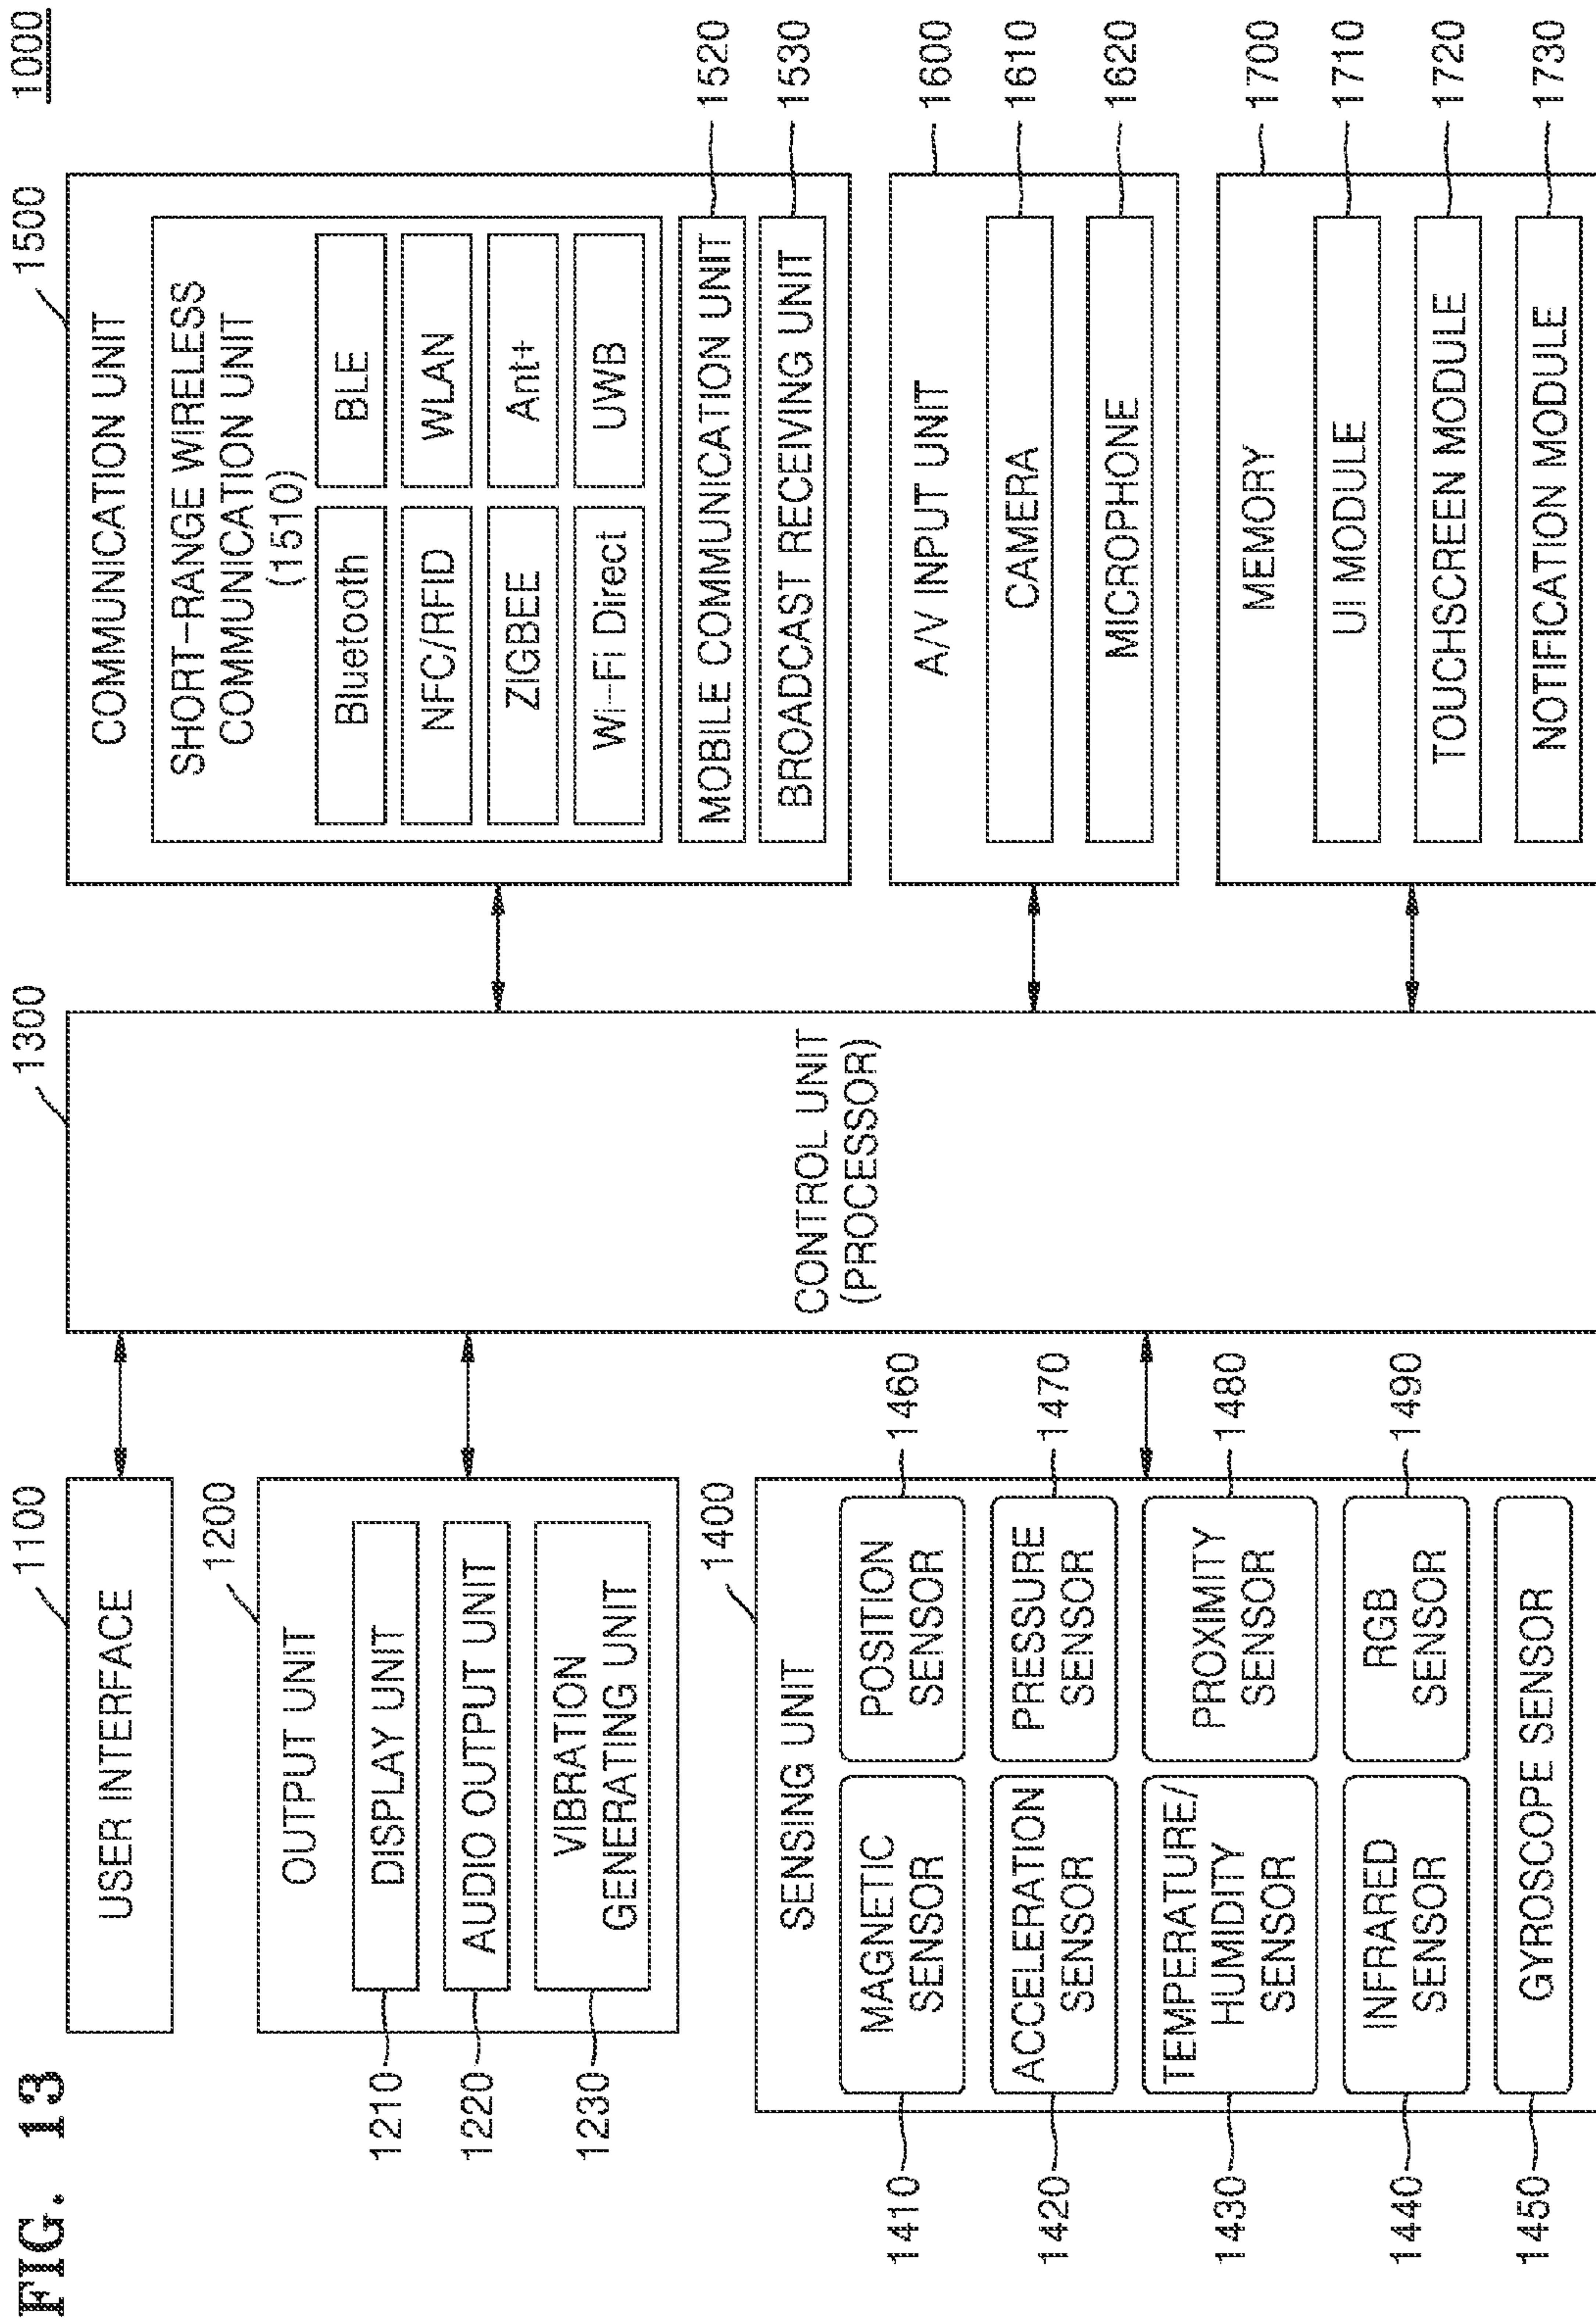 FIG. 13
1000
1100
USER INTERFACE
1200
OUTPUT UNIT
1210
DISPLAY UNIT
1220
AUDIO OUTPUT UNIT
1230
VIBRATION
GENERATING UNIT
1400
SENSING UNIT
1410
MAGNETIC
SENSOR
POSITION
SENSOR
1460
1420
ACCELERATION
SENSOR
PRESSURE
SENSOR
1470
1430
TEMPERATURE/
HUMIDITY
SENSOR
PROXIMITY
SENSOR
1480
1440
INFRARED
SENSOR
RGB
SENSOR
1490
1450
GYROSCOPE SENSOR
1300
CONTROL UNIT
(PROCESSOR)
1500
COMMUNICATION UNIT
SHORT-RANGE WIRELESS
COMMUNICATION UNIT
(1510)
Bluetooth
BLE
NFC/RFID
WLAN
ZIGBEE
Ant+
Wi-Fi Direct
UWB
MOBILE COMMUNICATION UNIT
1520
BROADCAST RECEIVING UNIT
1530
A/V INPUT UNIT
1600
CAMERA
1610
MICROPHONE
1620
MEMORY
1700
UI MODULE
1710
TOUCHSCREEN MODULE
1720
NOTIFICATION MODULE
1730